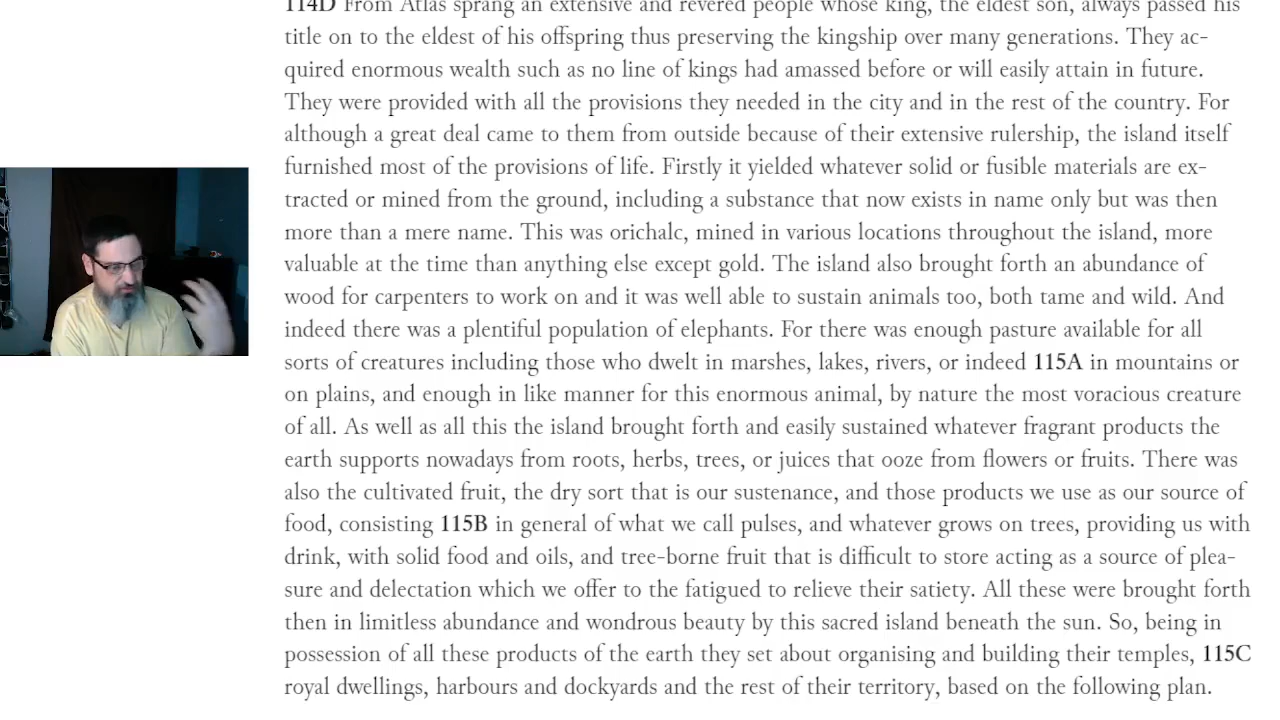 114D From Atlas sprang an extensive and revered people whose king, the eldest son, always passed his
title on to the eldest of his offspring thus preserving the kingship over many generations. They ac-
quired enormous wealth such as no line of kings had amassed before or will easily attain in future.
They were provided with all the provisions they needed in the city and in the rest of the country. For
although a great deal came to them from outside because of their extensive rulership, the island itself
furnished most of the provisions of life. Firstly it yielded whatever solid or fusible materials are ex-
tracted or mined from the ground, including a substance that now exists in name only but was then
more than a mere name. This was orichalc, mined in various locations throughout the island, more
valuable at the time than anything else except gold. The island also brought forth an abundance of
wood for carpenters to work on and it was well able to sustain animals too, both tame and wild. And
indeed there was a plentiful population of elephants. For there was enough pasture available for all
sorts of creatures including those who dwelt in marshes, lakes, rivers, or indeed 115A in mountains or
on plains, and enough in like manner for this enormous animal, by nature the most voracious creature
of all. As well as all this the island brought forth and easily sustained whatever fragrant products the
earth supports nowadays from roots, herbs, trees, or juices that ooze from flowers or fruits. There was
also the cultivated fruit, the dry sort that is our sustenance, and those products we use as our source of
food, consisting 115B in general of what we call pulses, and whatever grows on trees, providing us with
drink, with solid food and oils, and tree-borne fruit that is difficult to store acting as a source of plea-
sure and delectation which we offer to the fatigued to relieve their satiety. All these were brought forth
then in limitless abundance and wondrous beauty by this sacred island beneath the sun. So, being in
possession of all these products of the earth they set about organising and building their temples, 115C
royal dwellings, harbours and dockyards and the rest of their territory, based on the following plan.